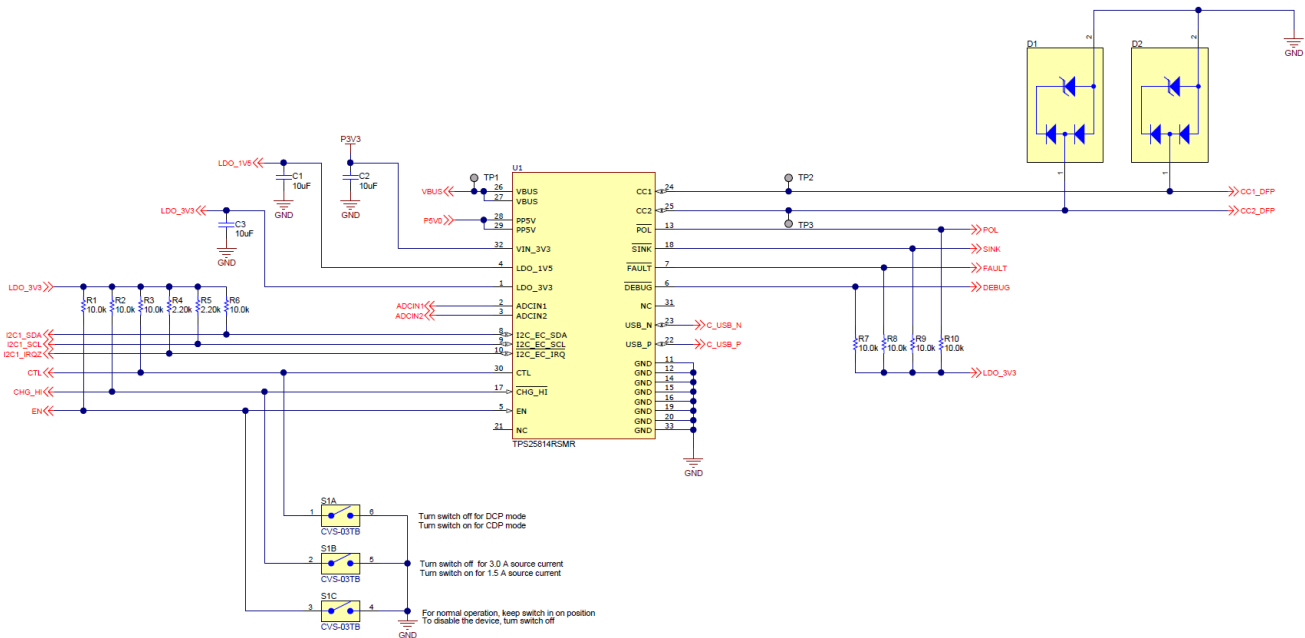 D1
D2
2
2
GND
1
1
P3V3
LDO_1V5
C1
10uF
GND
C2
10uF
GND
LDO_3V3
C3
10uF
GND
U1
TP1
TP2
TP3
VBUS
26
27
VBUS
VBUS
P5V0
28
29
PP5V
PP5V
32
VIN_3V3
4
LDO_1V5
1
LDO_3V3
ADCIN1
2
ADCIN1
ADCIN2
3
ADCIN2
LDO_3V3
R1
10.0k
R2
10.0k
R3
10.0k
R4
2.20k
R5
2.20k
R6
10.0k
I2C1_SDA
8
I2C_EC_SDA
I2C1_SCL
9
I2C_EC_SCL
I2C1_IRQZ
10
I2C_EC_IRQ
CTL
30
CTL
CHG_HI
17
CHG_HI
EN
5
EN
21
NC
CC1
24
CC1_DFP
CC2
25
CC2_DFP
POL
13
POL
SINK
18
SINK
FAULT
7
FAULT
DEBUG
6
DEBUG
NC
31
USB_N
23
C_USB_N
USB_P
22
C_USB_P
GND
11
GND
12
GND
14
GND
15
GND
16
GND
19
GND
20
GND
33
TPS25814RSMR
GND
R7
10.0k
R8
10.0k
R9
10.0k
R10
10.0k
LDO_3V3
S1A
1
6
CVS-03TB
Turn switch off for DCP mode
Turn switch on for CDP mode
S1B
2
5
CVS-03TB
Turn switch off for 3.0 A source current
Turn switch on for 1.5 A source current
S1C
3
4
CVS-03TB
For normal operation, keep switch in on position
To disable the device, turn switch off
GND